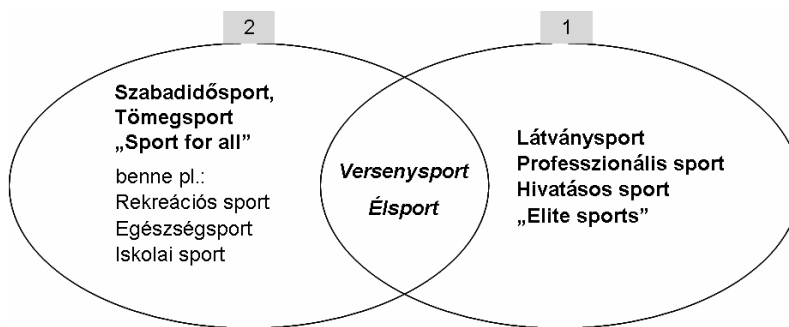 2
1
Szabadidősport,
Tömegsport
„Sport for all”
benne pl.:
Rekreációs sport
Egészségsport
Iskolai sport
Versenysport
Élsport
Látványsport
Professzionális sport
Hivatásos sport
„Elite sports”